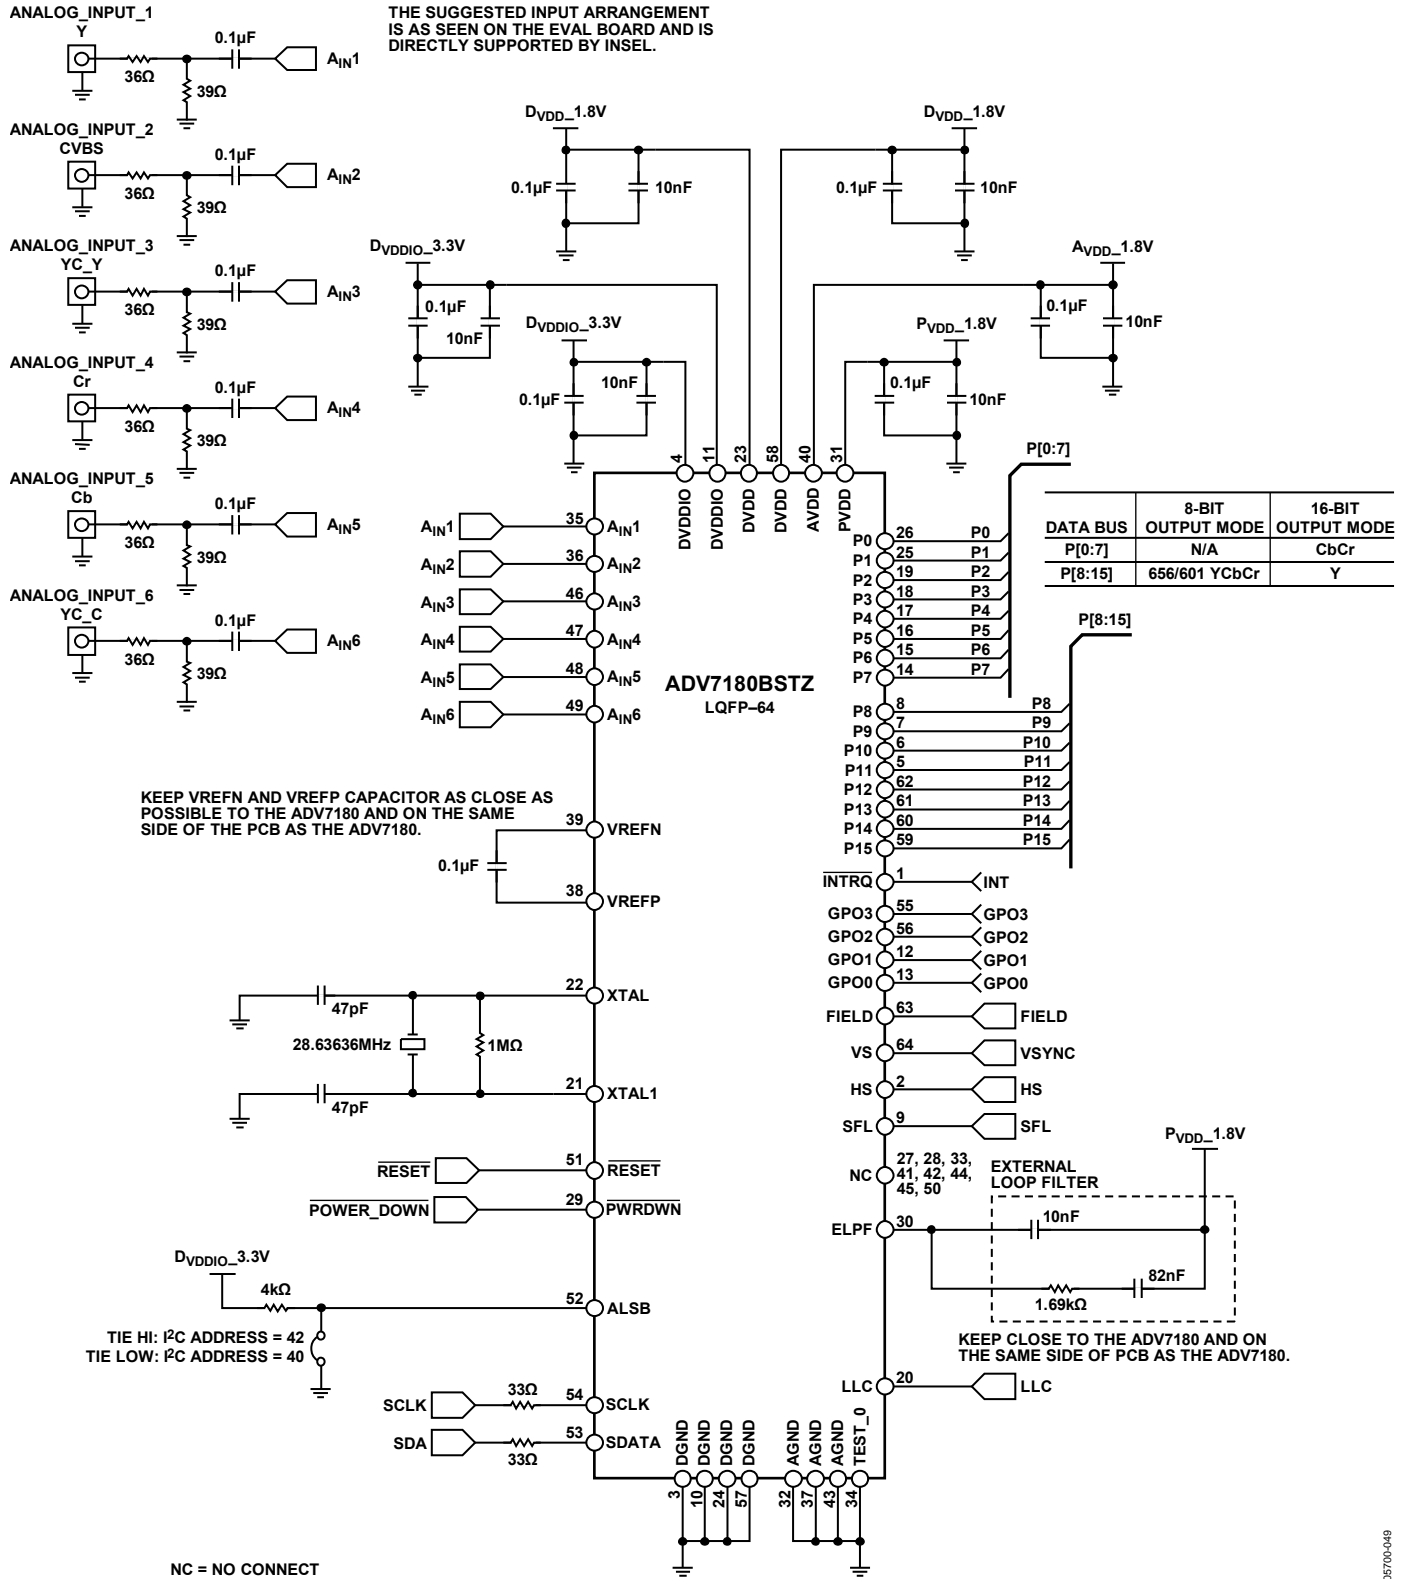 ANALOG_INPUT_1
Y
0.1µF
36Ω
39Ω
AIN1
THE SUGGESTED INPUT ARRANGEMENT
IS AS SEEN ON THE EVAL BOARD AND IS
DIRECTLY SUPPORTED BY INSEL.
ANALOG_INPUT_2
CVBS
0.1µF
36Ω
39Ω
AIN2
ANALOG_INPUT_3
YC_Y
0.1µF
36Ω
39Ω
AIN3
ANALOG_INPUT_4
Cr
0.1µF
36Ω
39Ω
AIN4
ANALOG_INPUT_5
Cb
0.1µF
36Ω
39Ω
AIN5
ANALOG_INPUT_6
YC_C
0.1µF
36Ω
39Ω
AIN6
DVDD_1.8V
0.1µF
10nF
DVDD_1.8V
0.1µF
10nF
DVDDIO_3.3V
0.1µF
10nF
DVDDIO_3.3V
0.1µF
10nF
AVDD_1.8V
0.1µF
10nF
PVDD_1.8V
0.1µF
10nF
4
11
23
58
40
31
DVDDIO
DVDDIO
DVDD
DVDD
AVDD
PVDD
P[0:7]
DATA BUS
8-BIT
OUTPUT MODE
16-BIT
OUTPUT MODE
P[0:7] N/A CbCr
P[8:15] 656/601 YCbCr Y
P[8:15]
AIN1 35 AIN1
AIN2 36 AIN2
AIN3 46 AIN3
AIN4 47 AIN4
AIN5 48 AIN5
AIN6 49 AIN6
ADV7180BSTZ
LQFP–64
P0 26 P0
P1 25 P1
P2 19 P2
P3 18 P3
P4 17 P4
P5 16 P5
P6 15 P6
P7 14 P7
P8 8 P8
P9 7 P9
P10 6 P10
P11 5 P11
P12 62 P12
P13 61 P13
P14 60 P14
P15 59 P15
KEEP VREFN AND VREFP CAPACITOR AS CLOSE AS
POSSIBLE TO THE ADV7180 AND ON THE SAME
SIDE OF THE PCB AS THE ADV7180.
39 VREFN
0.1µF
38 VREFP
INTRQ 1 INT
GPO3 55 GPO3
GPO2 56 GPO2
GPO1 12 GPO1
GPO0 13 GPO0
FIELD 63 FIELD
VS 64 VSYNC
HS 2 HS
SFL 9 SFL
47pF
22 XTAL
28.63636MHz
1MΩ
47pF
21 XTAL1
RESET 51 RESET
POWER_DOWN 29 PWRDWN
NC 27, 28, 33,
41, 42, 44,
45, 50
EXTERNAL
LOOP FILTER
PVDD_1.8V
ELPF 30
10nF
82nF
1.69kΩ
KEEP CLOSE TO THE ADV7180 AND ON
THE SAME SIDE OF PCB AS THE ADV7180.
DVDDIO_3.3V
4kΩ
52 ALSB
TIE HI: I2C ADDRESS = 42
TIE LOW: I2C ADDRESS = 40
LLC 20 LLC
SCLK 33Ω 54 SCLK
SDA 33Ω 53 SDATA
DGND
DGND
DGND
DGND
AGND
AGND
AGND
TEST_0
3
10
24
57
32
37
43
34
NC = NO CONNECT
05700-049